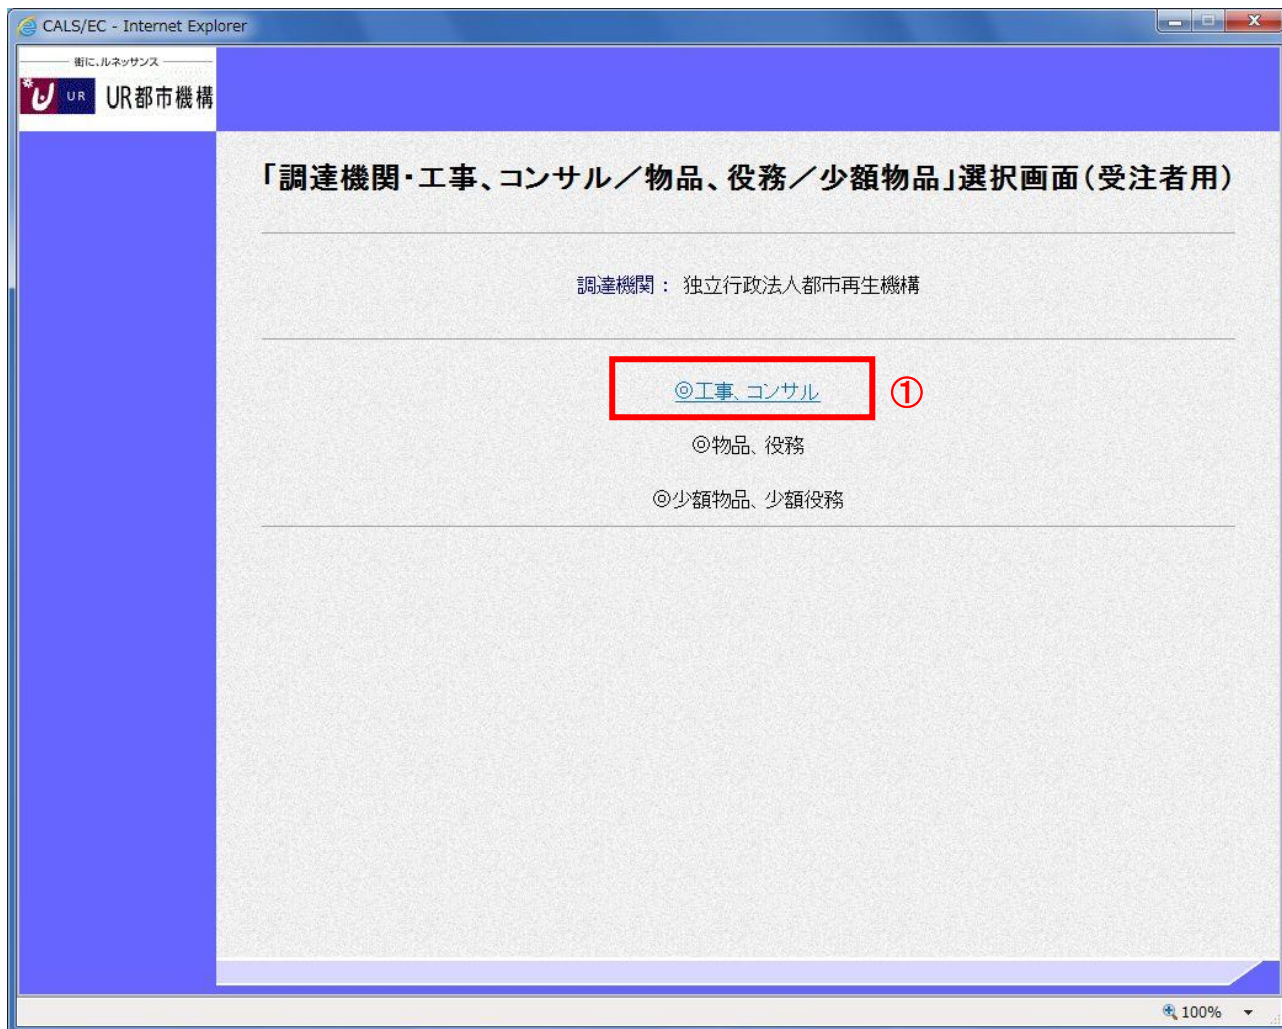 CALS/EC - Internet Explorer
街に、ルネッサンス
UR UR都市機構
「調達機関・工事、コンサル／物品、役務／少額物品」選択画面(受注者用)
調達機関： 独立行政法人都市再生機構
◎工事、コンサル ①
◎物品、役務
◎少額物品、少額役務
100%